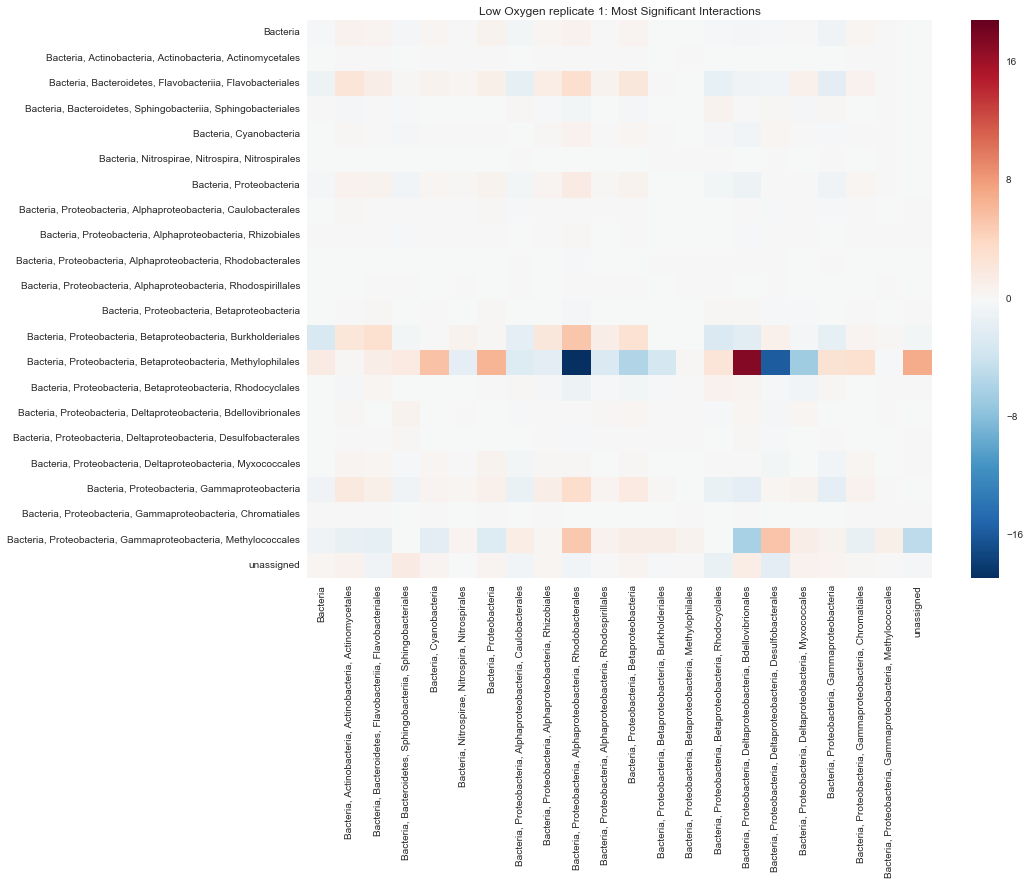 Low Oxygen replicate 1: Most Significant Interactions
Bacteria
Bacteria, Actinobacteria, Actinobacteria, Actinomycetales
Bacteria, Bacteroidetes, Flavobacteriia, Flavobacteriales
Bacteria, Bacteroidetes, Sphingobacteriia, Sphingobacteriales
Bacteria, Cyanobacteria
Bacteria, Nitrospirae, Nitrospira, Nitrospirales
Bacteria, Proteobacteria
Bacteria, Proteobacteria, Alphaproteobacteria, Caulobacterales
Bacteria, Proteobacteria, Alphaproteobacteria, Rhizobiales
Bacteria, Proteobacteria, Alphaproteobacteria, Rhodobacterales
Bacteria, Proteobacteria, Alphaproteobacteria, Rhodospirillales
Bacteria, Proteobacteria, Betaproteobacteria
Bacteria, Proteobacteria, Betaproteobacteria, Burkholderiales
Bacteria, Proteobacteria, Betaproteobacteria, Methylophilales
Bacteria, Proteobacteria, Betaproteobacteria, Rhodocyclales
Bacteria, Proteobacteria, Deltaproteobacteria, Bdellovibrionales
Bacteria, Proteobacteria, Deltaproteobacteria, Desulfobacterales
Bacteria, Proteobacteria, Deltaproteobacteria, Myxococcales
Bacteria, Proteobacteria, Gammaproteobacteria
Bacteria, Proteobacteria, Gammaproteobacteria, Chromatiales
Bacteria, Proteobacteria, Gammaproteobacteria, Methylococcales
unassigned
Bacteria
Bacteria, Actinobacteria, Actinobacteria, Actinomycetales
Bacteria, Bacteroidetes, Flavobacteriia, Flavobacteriales
Bacteria, Bacteroidetes, Sphingobacteriia, Sphingobacteriales
Bacteria, Cyanobacteria
Bacteria, Nitrospirae, Nitrospira, Nitrospirales
Bacteria, Proteobacteria
Bacteria, Proteobacteria, Alphaproteobacteria, Caulobacterales
Bacteria, Proteobacteria, Alphaproteobacteria, Rhizobiales
Bacteria, Proteobacteria, Alphaproteobacteria, Rhodobacterales
Bacteria, Proteobacteria, Alphaproteobacteria, Rhodospirillales
Bacteria, Proteobacteria, Betaproteobacteria
Bacteria, Proteobacteria, Betaproteobacteria, Burkholderiales
Bacteria, Proteobacteria, Betaproteobacteria, Methylophilales
Bacteria, Proteobacteria, Betaproteobacteria, Rhodocyclales
Bacteria, Proteobacteria, Deltaproteobacteria, Bdellovibrionales
Bacteria, Proteobacteria, Deltaproteobacteria, Desulfobacterales
Bacteria, Proteobacteria, Deltaproteobacteria, Myxococcales
Bacteria, Proteobacteria, Gammaproteobacteria
Bacteria, Proteobacteria, Gammaproteobacteria, Chromatiales
Bacteria, Proteobacteria, Gammaproteobacteria, Methylococcales
unassigned
16
8
0
−8
−16